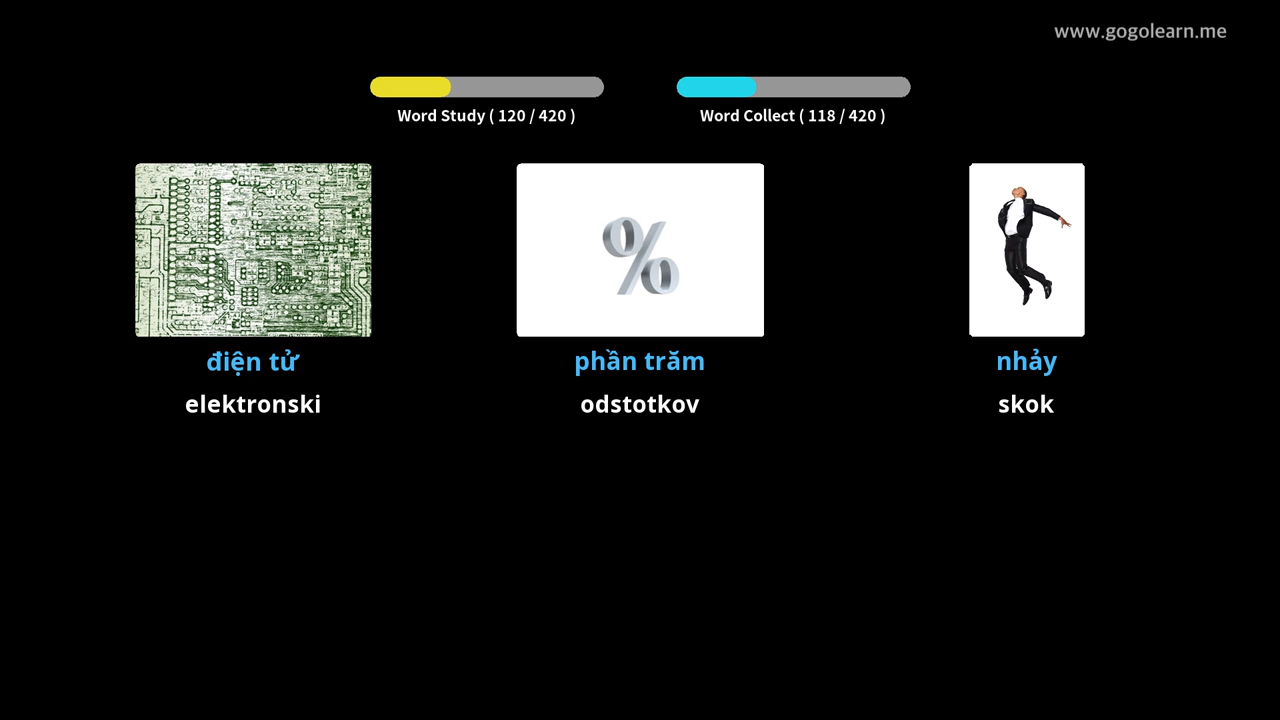 www.gogolearn.me
Word Study ( 120 / 420 )
Word Collect ( 118 / 420 )
%
điện tử
phần trăm
nhảy
elektronski
odstotkov
skok